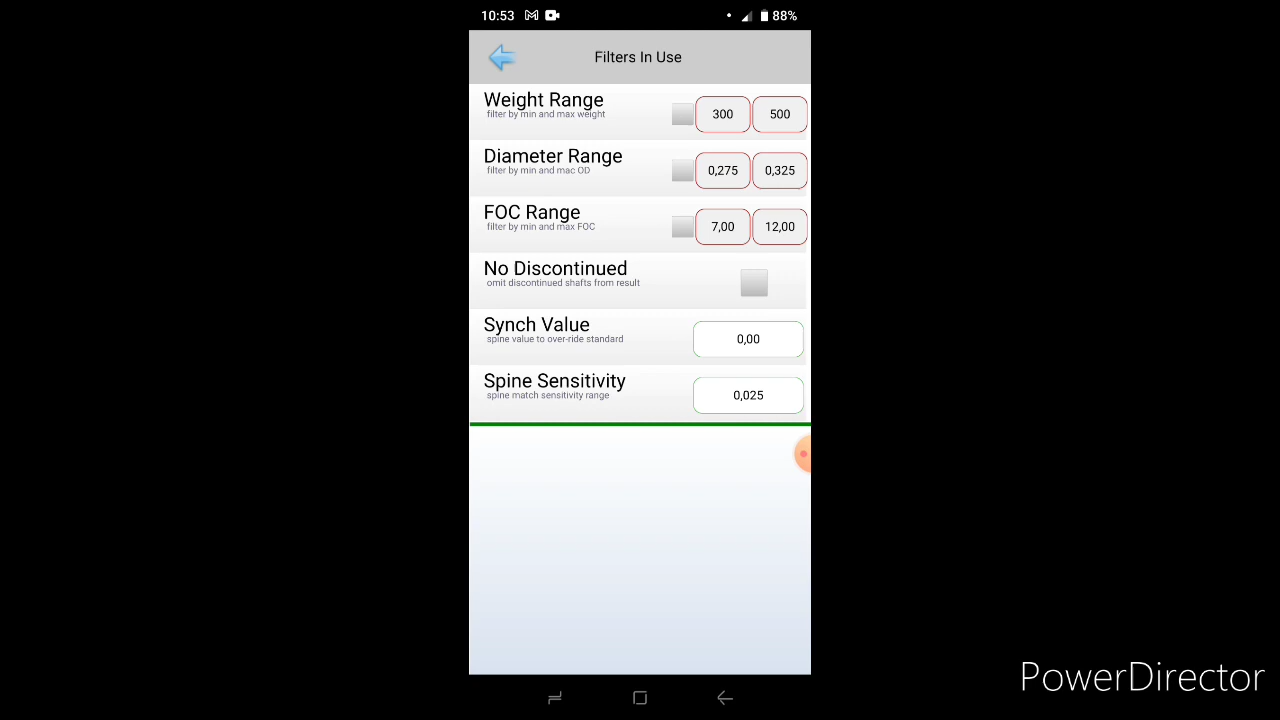 10:53 88%
Filters In Use
Weight Range
filter by min and max weight
300 500
Diameter Range
filter by min and mac OD
0,275 0,325
FOC Range
filter by min and max FOC
7,00 12,00
No Discontinued
omit discontinued shafts from result
Synch Value
spine value to over-ride standard
0,00
Spine Sensitivity
spine match sensitivity range
0,025
PowerDirector